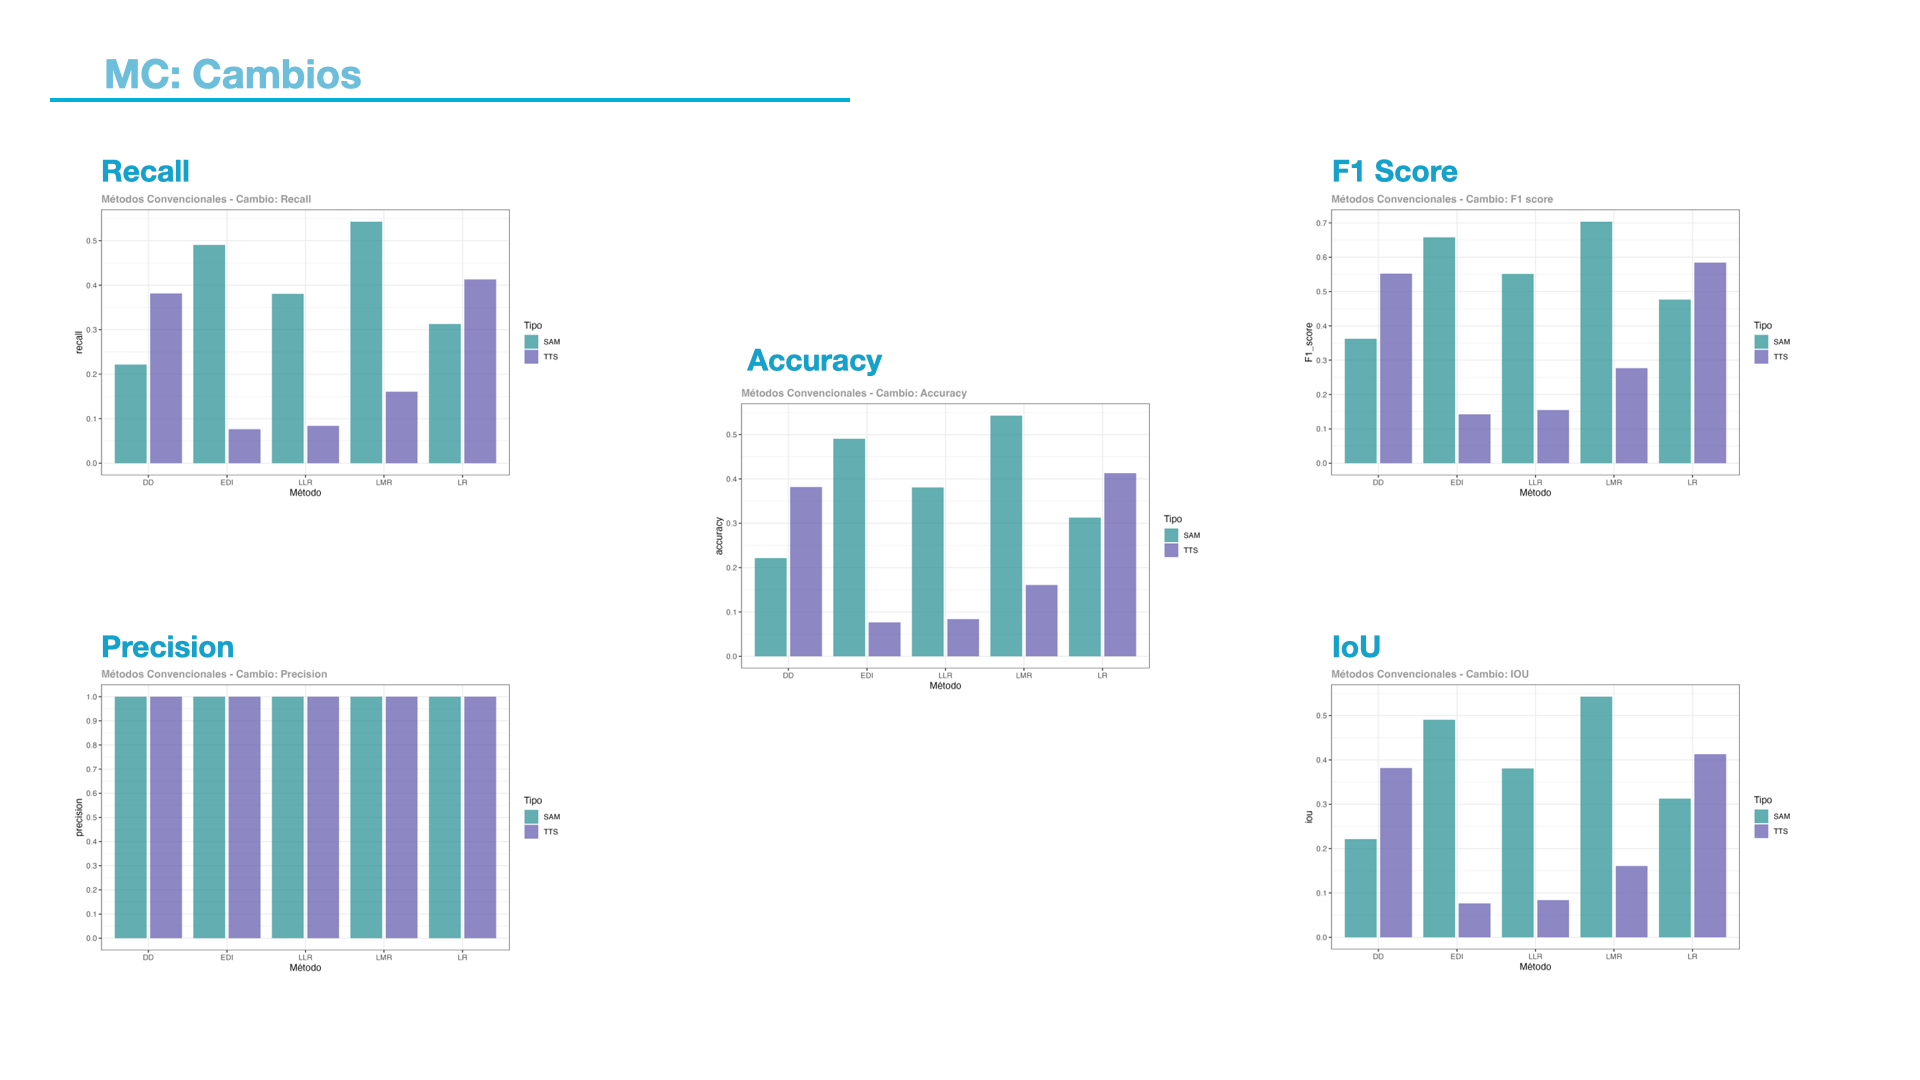 MC: Cambios
Recall
Métodos Convencionales - Cambio: Recall
recall
0.5
0.4
0.3
0.2
0.1
0.0
DD EDI LLR LMR LR
Método
Tipo
SAM
TTS
Precision
Métodos Convencionales - Cambio: Precision
precision
1.0
0.9
0.8
0.7
0.6
0.5
0.4
0.3
0.2
0.1
0.0
DD EDI LLR LMR LR
Método
Tipo
SAM
TTS
Accuracy
Métodos Convencionales - Cambio: Accuracy
accuracy
0.5
0.4
0.3
0.2
0.1
0.0
DD EDI LLR LMR LR
Método
Tipo
SAM
TTS
F1 Score
Métodos Convencionales - Cambio: F1 score
F1_score
0.7
0.6
0.5
0.4
0.3
0.2
0.1
0.0
DD EDI LLR LMR LR
Método
Tipo
SAM
TTS
IoU
Métodos Convencionales - Cambio: IOU
iou
0.5
0.4
0.3
0.2
0.1
0.0
DD EDI LLR LMR LR
Método
Tipo
SAM
TTS